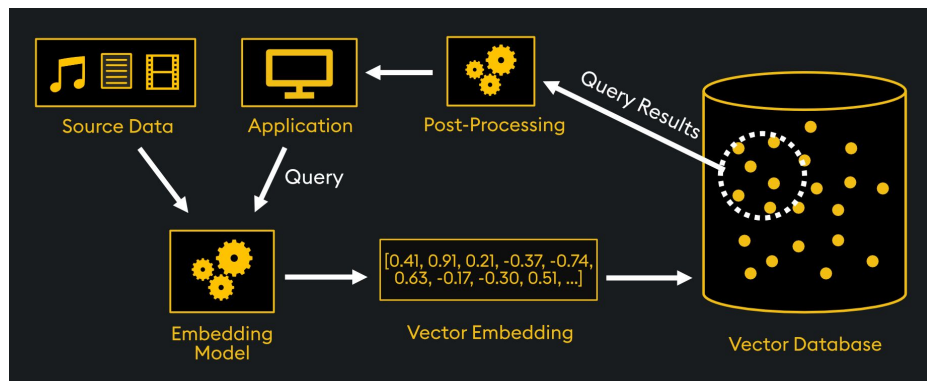 Source Data
Application
Post-Processing
Query Results
Query
[0.41, 0.91, 0.21, -0.37, -0.74,
0.63, -0.17, -0.30, 0.51, ...]
Embedding
Model
Vector Embedding
Vector Database